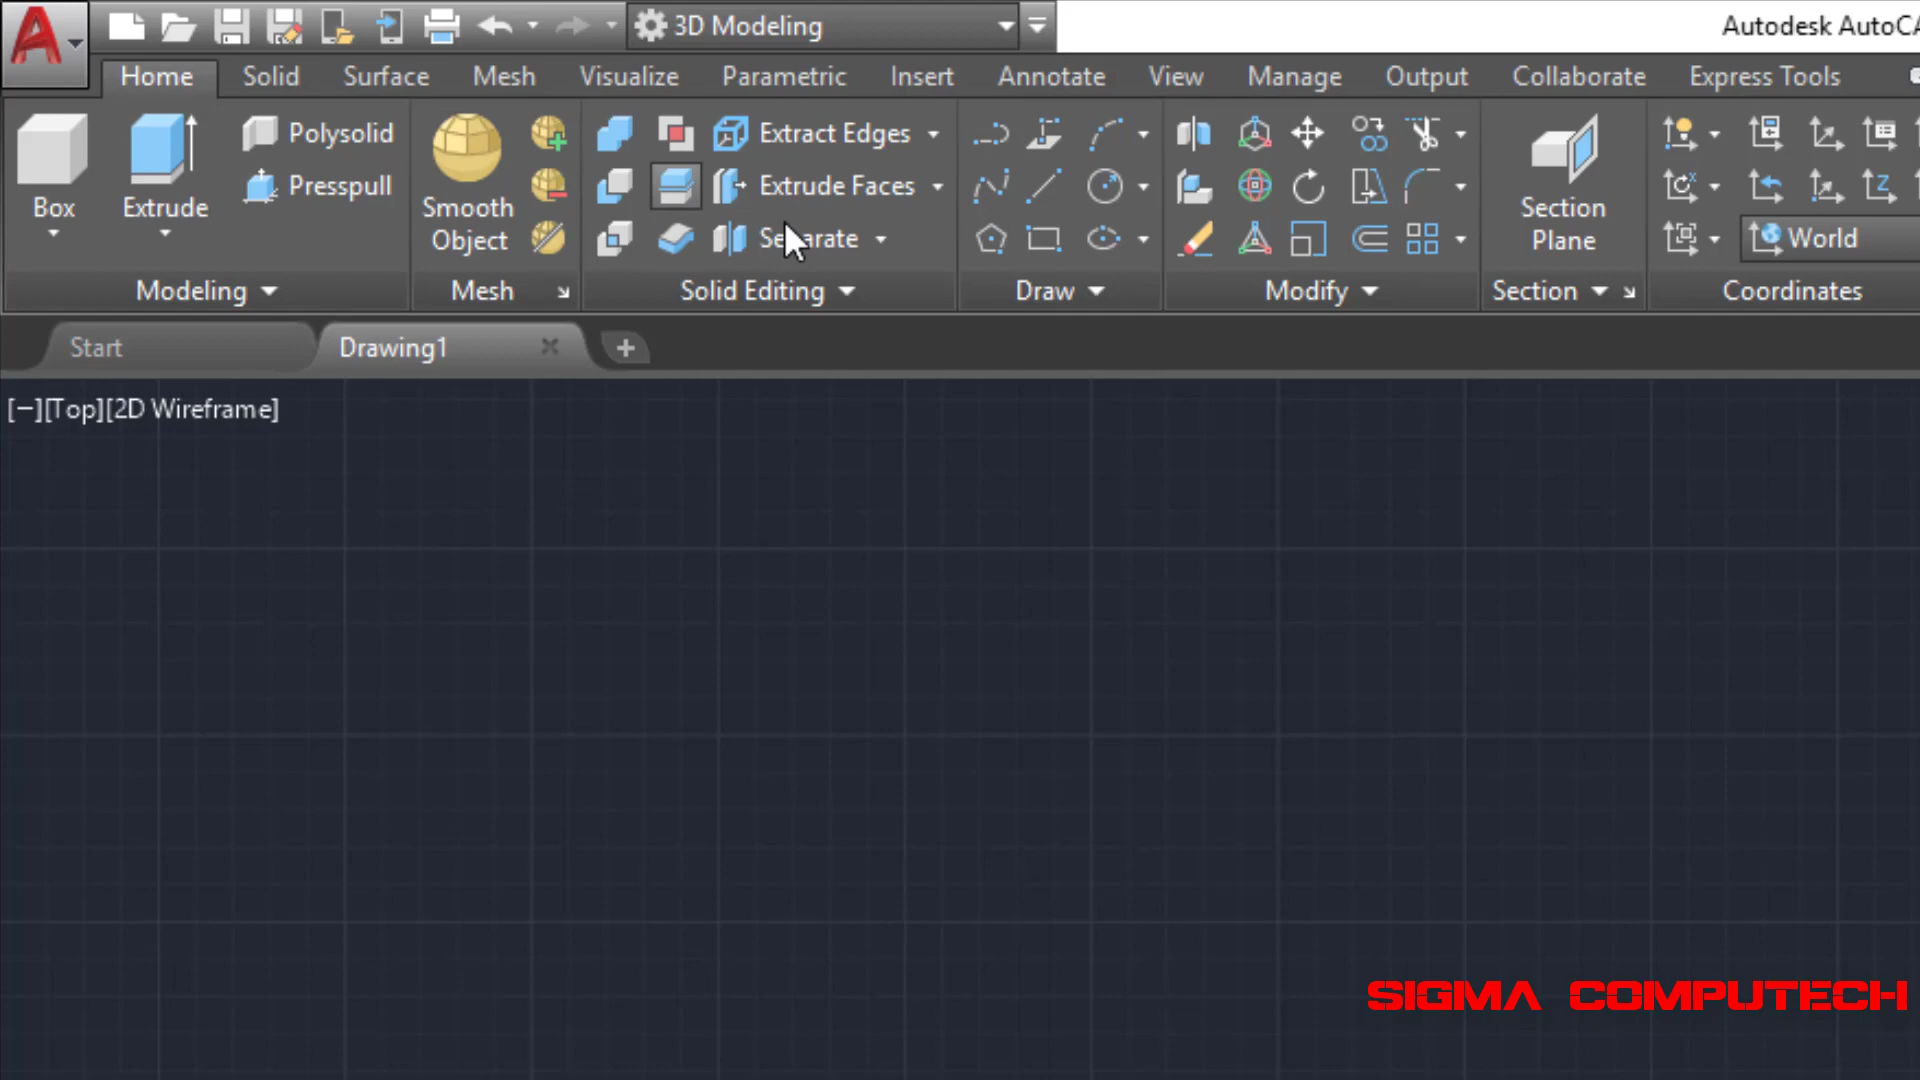 3D Modeling
Autodesk AutoCA
Home Solid Surface Mesh Visualize Parametric Insert Annotate View Manage Output Collaborate Express Tools
Polysolid
Extract Edges
Presspull
Extrude Faces
Box
Extrude
Smooth
Object
Separate
Section
Plane
World
Modeling
Mesh
Solid Editing
Draw
Modify
Section
Coordinates
Start
Drawing1
[−][Top][2D Wireframe]
SIGMA COMPUTECH